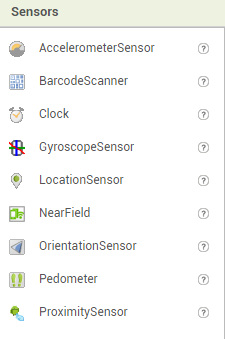 Sensors
AccelerometerSensor ?
BarcodeScanner ?
Clock ?
GyroscopeSensor ?
LocationSensor ?
NearField ?
OrientationSensor ?
Pedometer ?
ProximitySensor ?